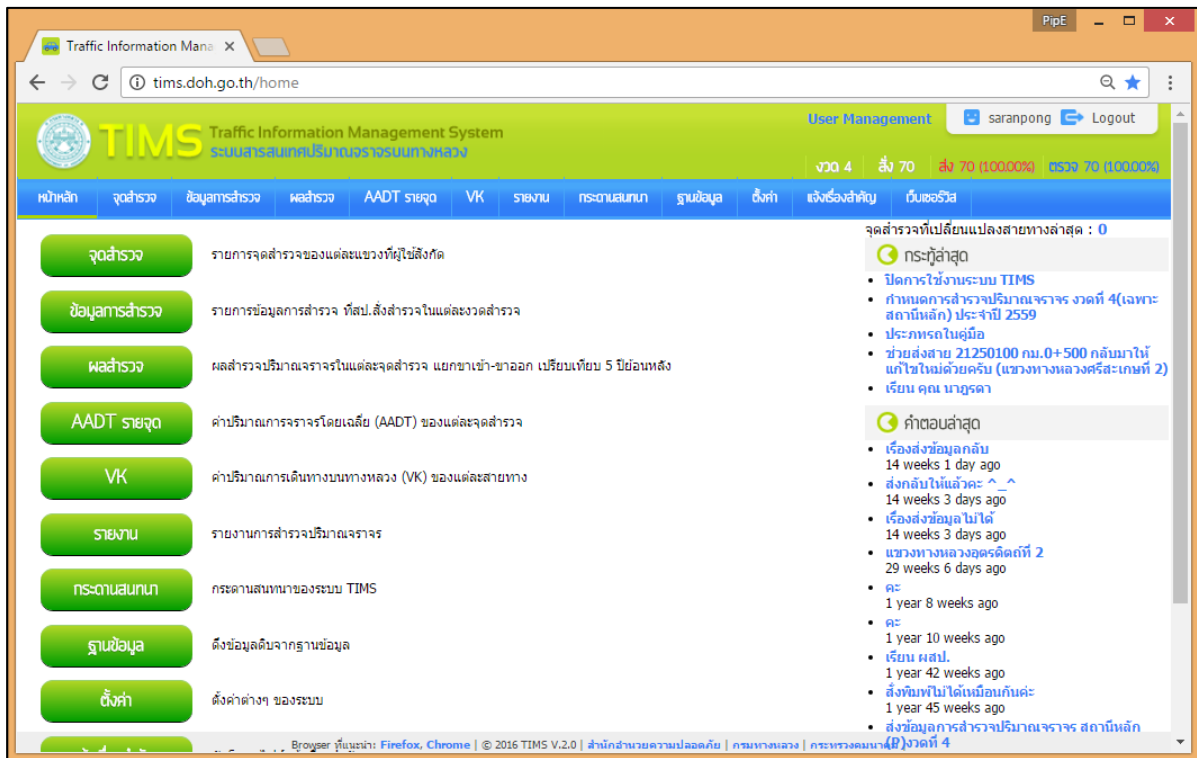 PipE
Traffic Information Mana
tims.doh.go.th/home
TIMS
Traffic Information Management System
ระบบสารสนเทศปริมาณจราจรบนทางหลวง
User Management
saranpong
Logout
งวด 4 สั่ง 70 ส่ง 70 (100.00%) ตรวจ 70 (100.00%)
หน้าหลัก จุดสำรวจ ข้อมูลการสำรวจ ผลสำรวจ AADT รายจุด VK รายงาน กระดานสนทนา ฐานข้อมูล ตั้งค่า แจ้งเรื่องสำคัญ เว็บเซอร์วิส
จุดสำรวจ รายการจุดสำรวจของแต่ละแขวงที่ผู้ใช้สังกัด
ข้อมูลการสำรวจ รายการข้อมูลการสำรวจ ที่สป.สั่งสำรวจในแต่ละงวดสำรวจ
ผลสำรวจ ผลสำรวจปริมาณจราจรในแต่ละจุดสำรวจ แยกขาเข้า-ขาออก เปรียบเทียบ 5 ปีย้อนหลัง
AADT รายจุด ค่าปริมาณการจราจรโดยเฉลี่ย (AADT) ของแต่ละจุดสำรวจ
VK ค่าปริมาณการเดินทางบนทางหลวง (VK) ของแต่ละสายทาง
รายงาน รายงานการสำรวจปริมาณจราจร
กระดานสนทนา กระดานสนทนาของระบบ TIMS
ฐานข้อมูล ดึงข้อมูลดิบจากฐานข้อมูล
ตั้งค่า ตั้งค่าต่างๆ ของระบบ
จุดสำรวจที่เปลี่ยนแปลงสายทางล่าสุด : 0
กระทู้ล่าสุด
ปิดการใช้งานระบบ TIMS
กำหนดการสำรวจปริมาณจราจร งวดที่ 4(เฉพาะ
สถานีหลัก) ประจำปี 2559
ประภทรถในคู่มือ
ช่วยส่งสาย 21250100 กม.0+500 กลับมาให้
แก้ไขใหม่ด้วยครับ (แขวงทางหลวงศรีสะเกษที่ 2)
เรียน คุณ นาฏรดา
คำตอบล่าสุด
เรื่องส่งข้อมูลกลับ
14 weeks 1 day ago
ส่งกลับให้แล้วคะ ^_^
14 weeks 3 days ago
เรื่องส่งข้อมูลไม่ได้
14 weeks 3 days ago
แขวงทางหลวงอุตรดิตถ์ที่ 2
29 weeks 6 days ago
คะ
1 year 8 weeks ago
คะ
1 year 10 weeks ago
เรียน ผสป.
1 year 42 weeks ago
สั่งพิมพ์ไม่ได้เหมือนกันค่ะ
1 year 45 weeks ago
ส่งข้อมูลการสำรวจปริมาณจราจร สถานีหลัก
(P)งวดที่ 4
Browser ที่แนะนำ: Firefox, Chrome | © 2016 TIMS V.2.0 | สำนักอำนวยความปลอดภัย | กรมทางหลวง | กระทรวงคมนาคม